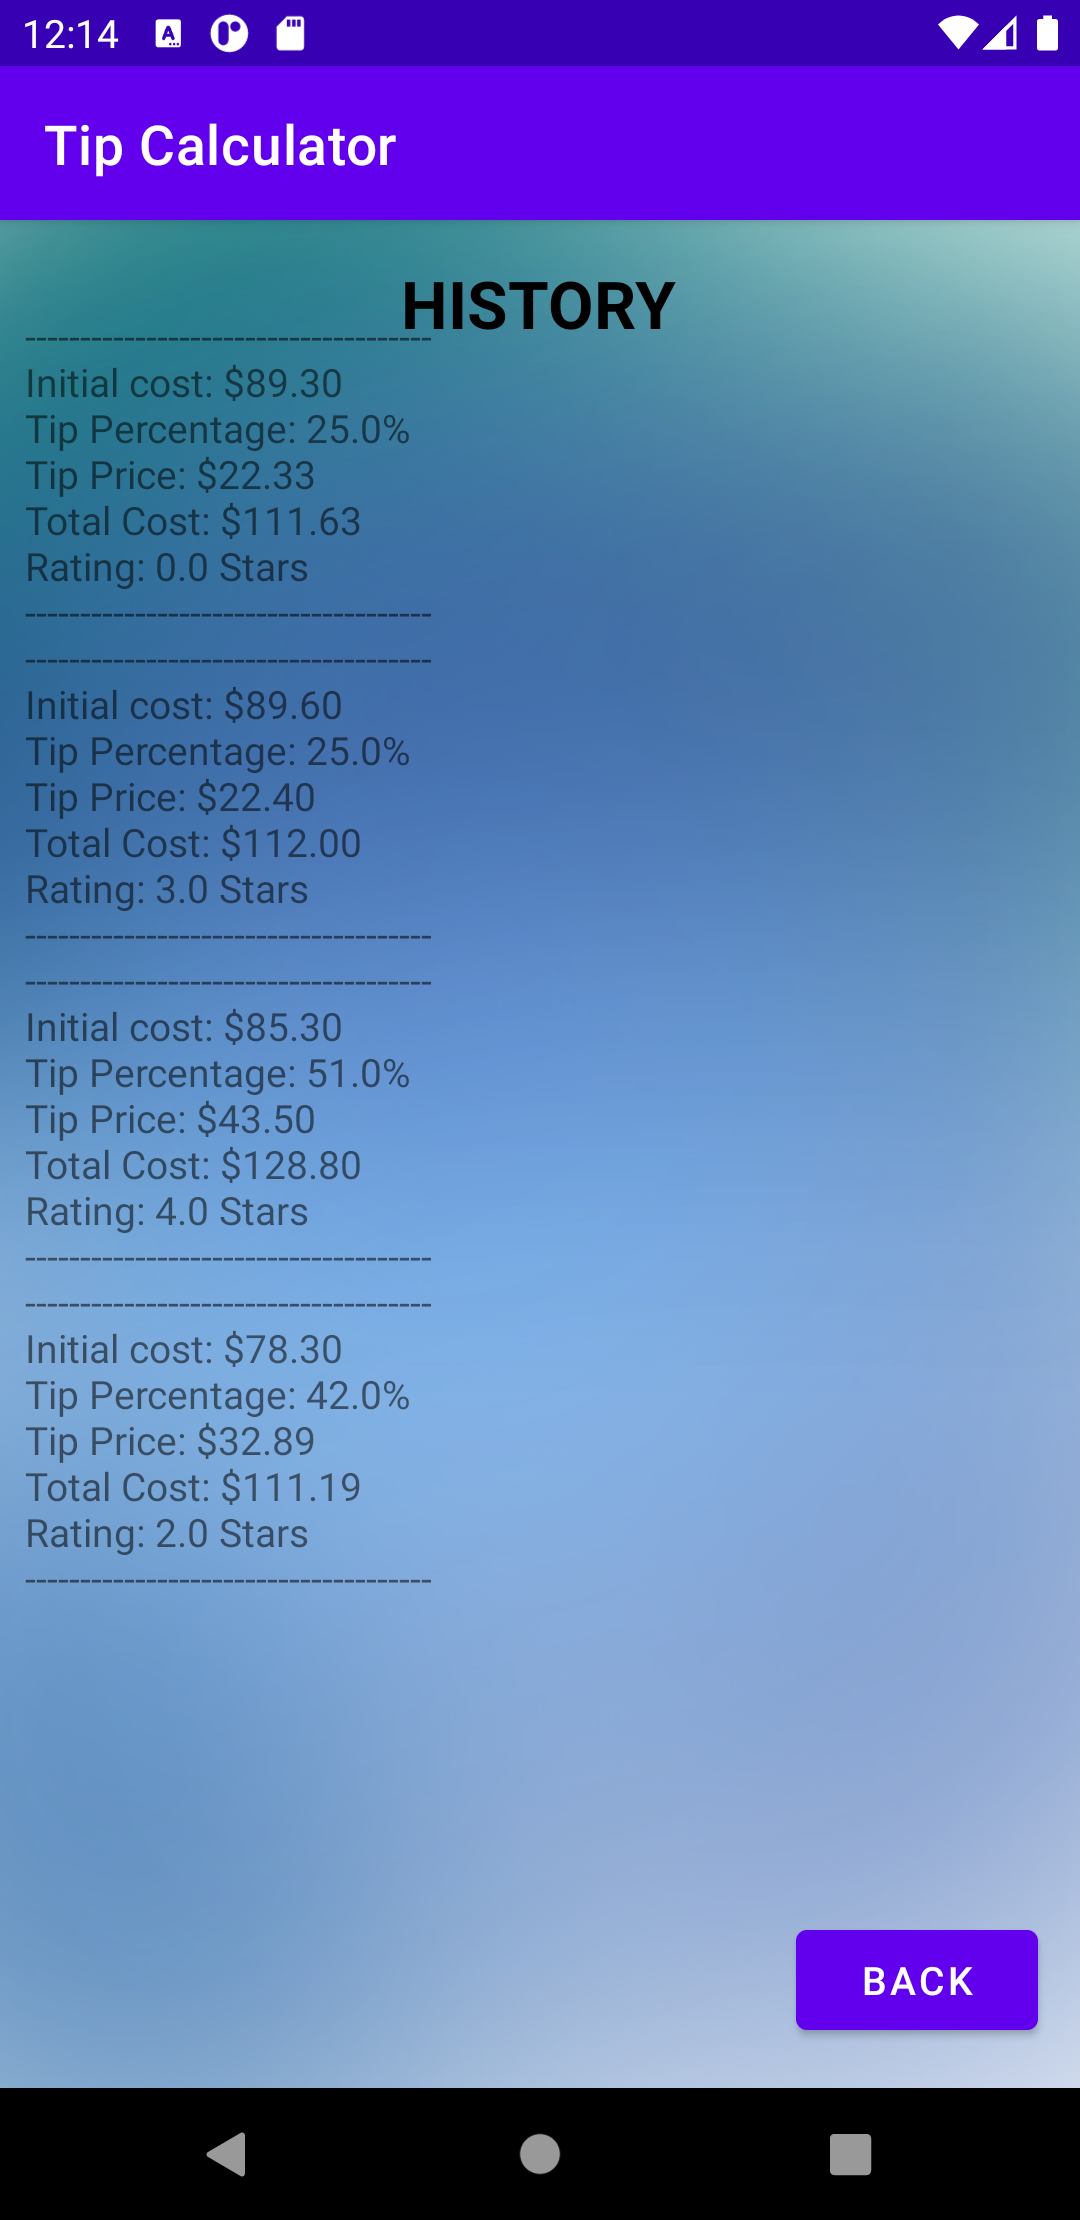 12:14
Tip Calculator
HISTORY
-------------------------------------
Initial cost: $89.30
Tip Percentage: 25.0%
Tip Price: $22.33
Total Cost: $111.63
Rating: 0.0 Stars
-------------------------------------
-------------------------------------
Initial cost: $89.60
Tip Percentage: 25.0%
Tip Price: $22.40
Total Cost: $112.00
Rating: 3.0 Stars
-------------------------------------
-------------------------------------
Initial cost: $85.30
Tip Percentage: 51.0%
Tip Price: $43.50
Total Cost: $128.80
Rating: 4.0 Stars
-------------------------------------
-------------------------------------
Initial cost: $78.30
Tip Percentage: 42.0%
Tip Price: $32.89
Total Cost: $111.19
Rating: 2.0 Stars
-------------------------------------
BACK